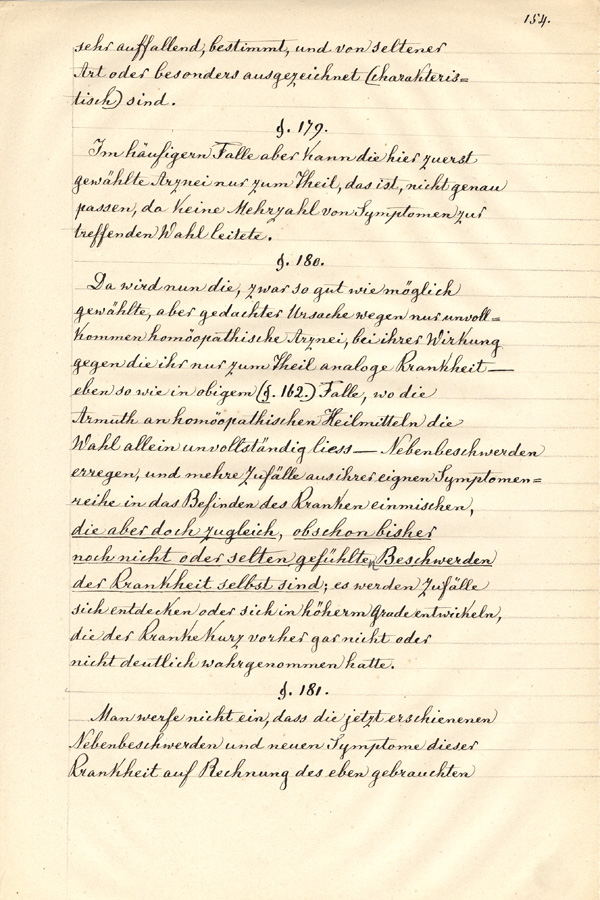 154.
sehr auffallend, bestimmt, und von seltener
Art oder besonders ausgezeichnet (charakteris=
tisch) sind.
§. 179.
Im häufigern Falle aber kann die hier zuerst
gewählte Arznei nur zum Theil, das ist, nicht genau
passen, da keine Mehrzahl von Symptomen zur
treffenden Wahl leitete.
§. 180.
Da wird nun die, zwar so gut wie möglich
gewählte, aber gedachter Ursache wegen nur unvoll=
kommen homöopathische Arznei, bei ihrer Wirkung
gegen die ihr nur zum Theil analoge Krankheit —
eben so wie in obigem (§. 162.) Falle, wo die
Armuth an homöopathischen Heilmitteln die
Wahl allein unvollständig liess — Nebenbeschwerden
erregen, und mehre Zufälle aus ihrer eignen Symptomen=
reihe in das Befinden des Kranken einmischen,
die aber doch zugleich, obschon bisher
noch nicht oder selten gefühlte, Beschwerden
der Krankheit selbst sind; es werden Zufälle
sich entdecken oder sich in höherm Grade entwickeln,
die der Kranke kurz vorher gar nicht oder
nicht deutlich wahrgenommen hatte.
§. 181.
Man werfe nicht ein, dass die jetzt erschienenen
Nebenbeschwerden und neuen Symptome dieser
Krankheit auf Rechnung des eben gebrauchten